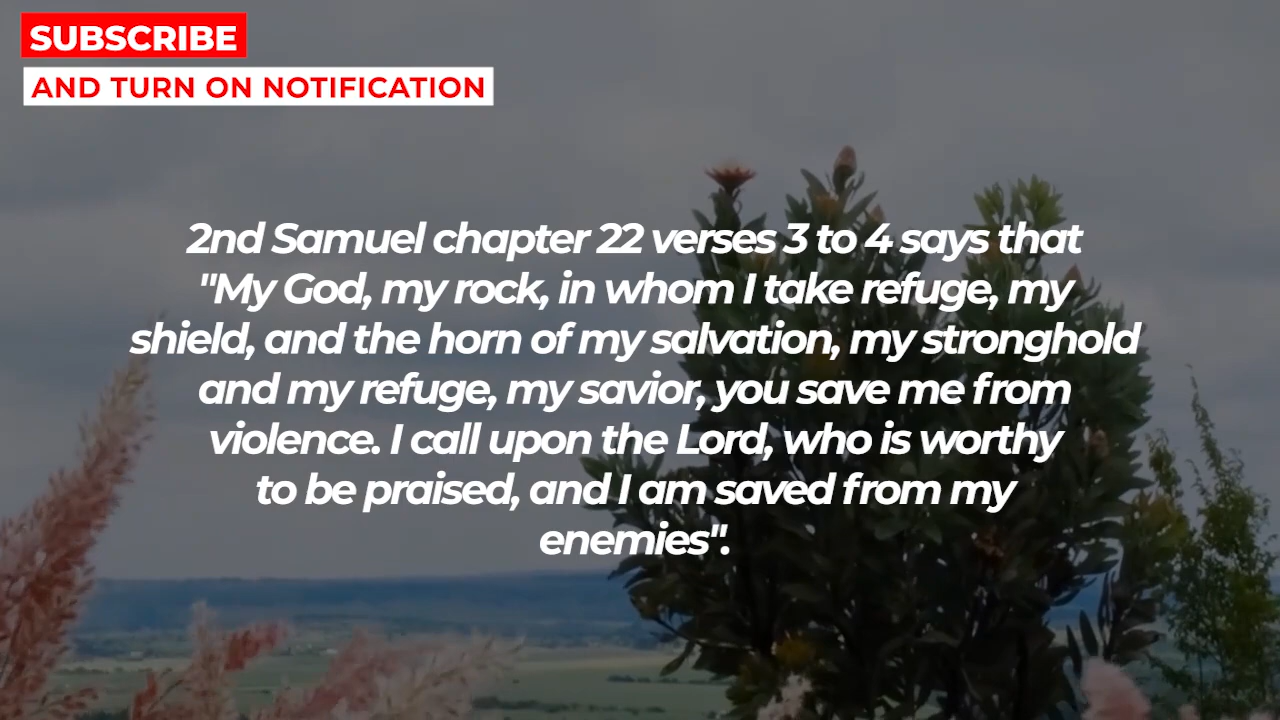 SUBSCRIBE
AND TURN ON NOTIFICATION
2nd Samuel chapter 22 verses 3 to 4 says that
"My God, my rock, in whom I take refuge, my
shield, and the horn of my salvation, my stronghold
and my refuge, my savior, you save me from
violence. I call upon the Lord, who is worthy
to be praised, and I am saved from my
enemies".